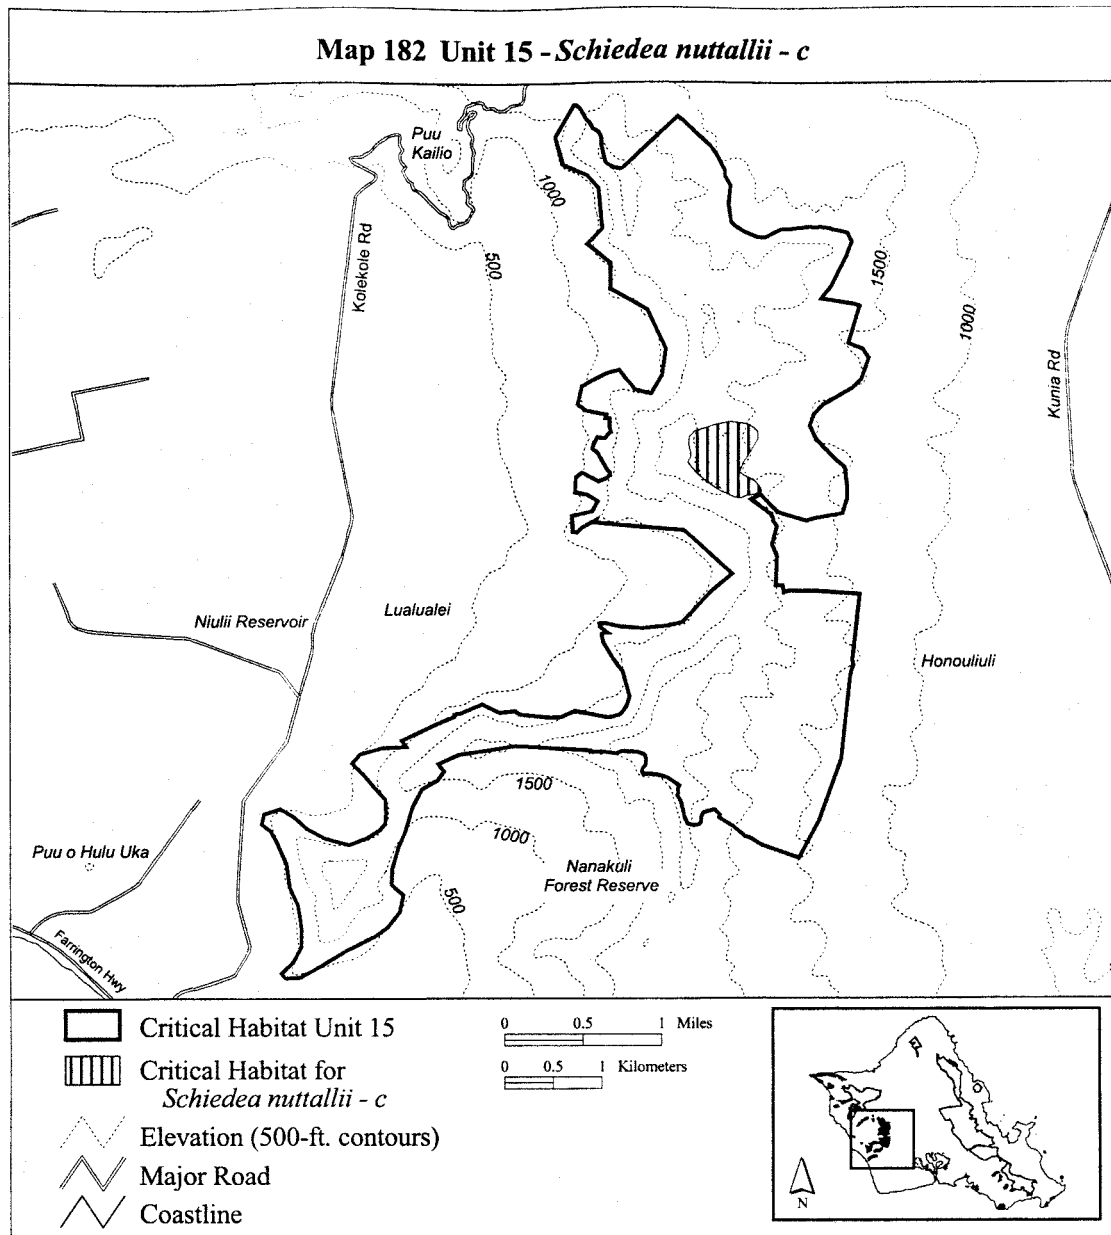 Map 182 Unit 15 - Schiedea nuttallii - c
Puu
Kailio
1000
Kolekole Rd
500
1500
1000
Kunia Rd
Niulii Reservoir
Lualualei
Honouliuli
1500
1000
Puu o Hulu Uka
Nanakuli
Forest Reserve
500
Farrington Hwy
Critical Habitat Unit 15
Critical Habitat for
Schiedea nuttallii - c
Elevation (500-ft. contours)
Major Road
Coastline
0 0.5 1 Miles
0 0.5 1 Kilometers
N